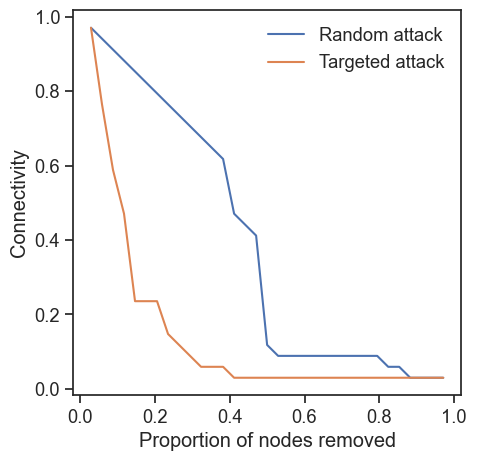 Random attack
Targeted attack
Connectivity
1.0
0.8
0.6
0.4
0.2
0.0
0.0 0.2 0.4 0.6 0.8 1.0
Proportion of nodes removed